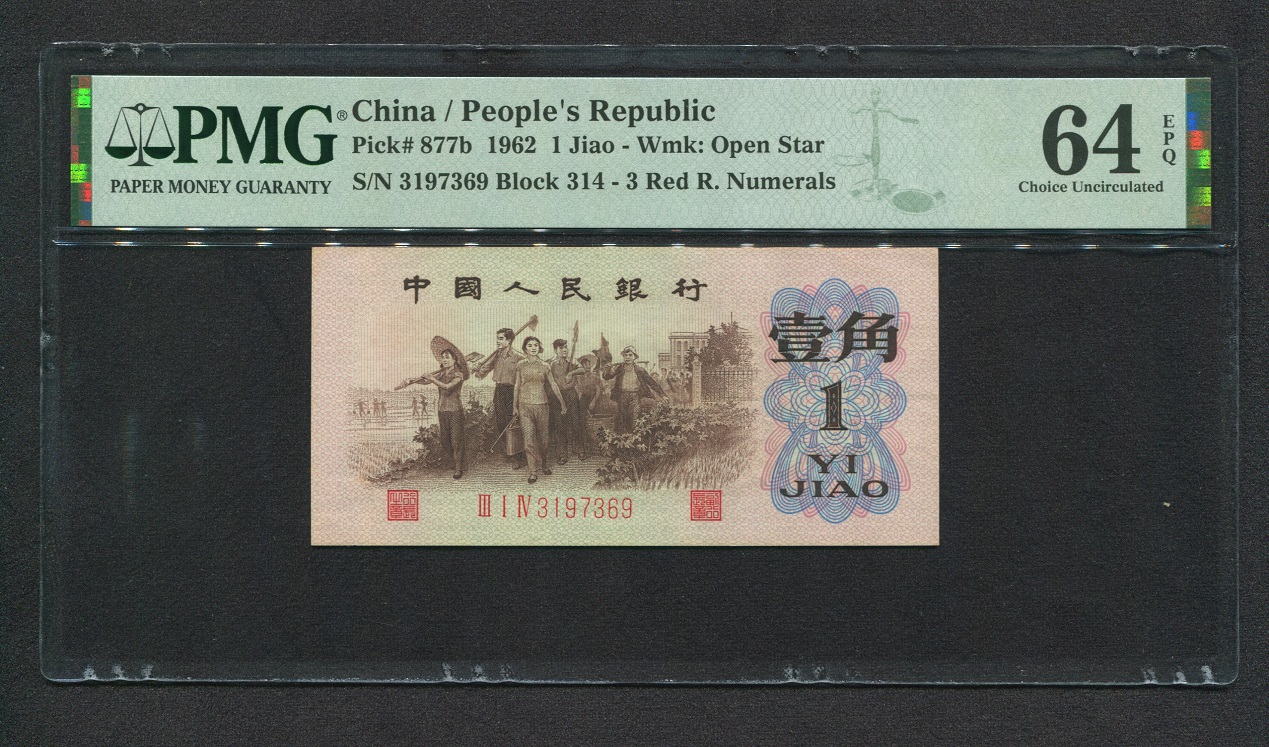 PMG®
PAPER MONEY GUARANTY
China / People's Republic
Pick# 877b 1962 1 Jiao - Wmk: Open Star
S/N 3197369 Block 314 - 3 Red R. Numerals
64
EPQ
Choice Uncirculated
中國人民銀行
壹角
1
YI
JIAO
III I IV 3197369